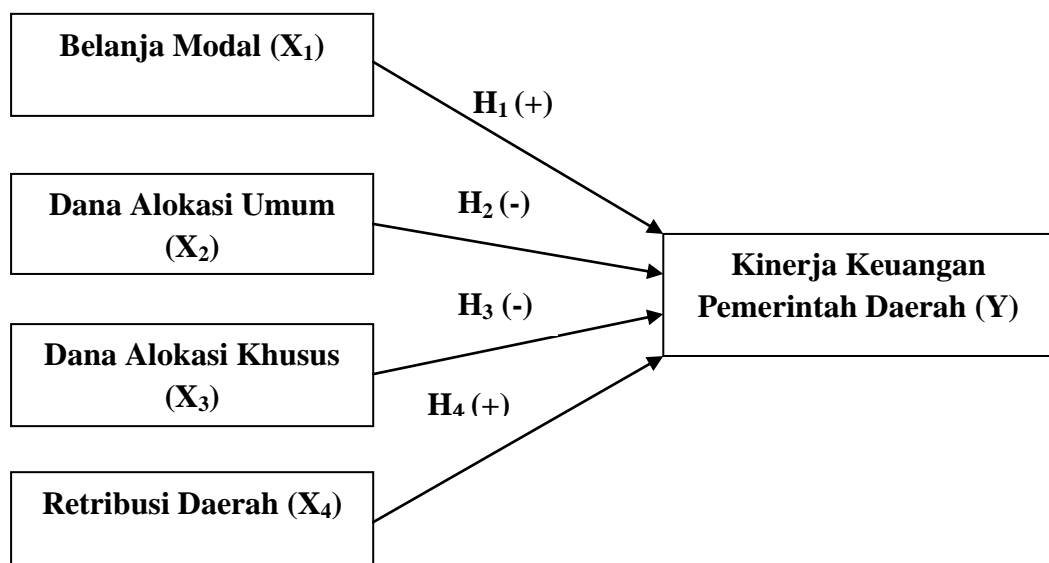 Belanja Modal (X₁)
H₁ (+)
Dana Alokasi Umum
(X₂)
H₂ (-)
Kinerja Keuangan
Pemerintah Daerah (Y)
H₃ (-)
Dana Alokasi Khusus
(X₃)
H₄ (+)
Retribusi Daerah (X₄)